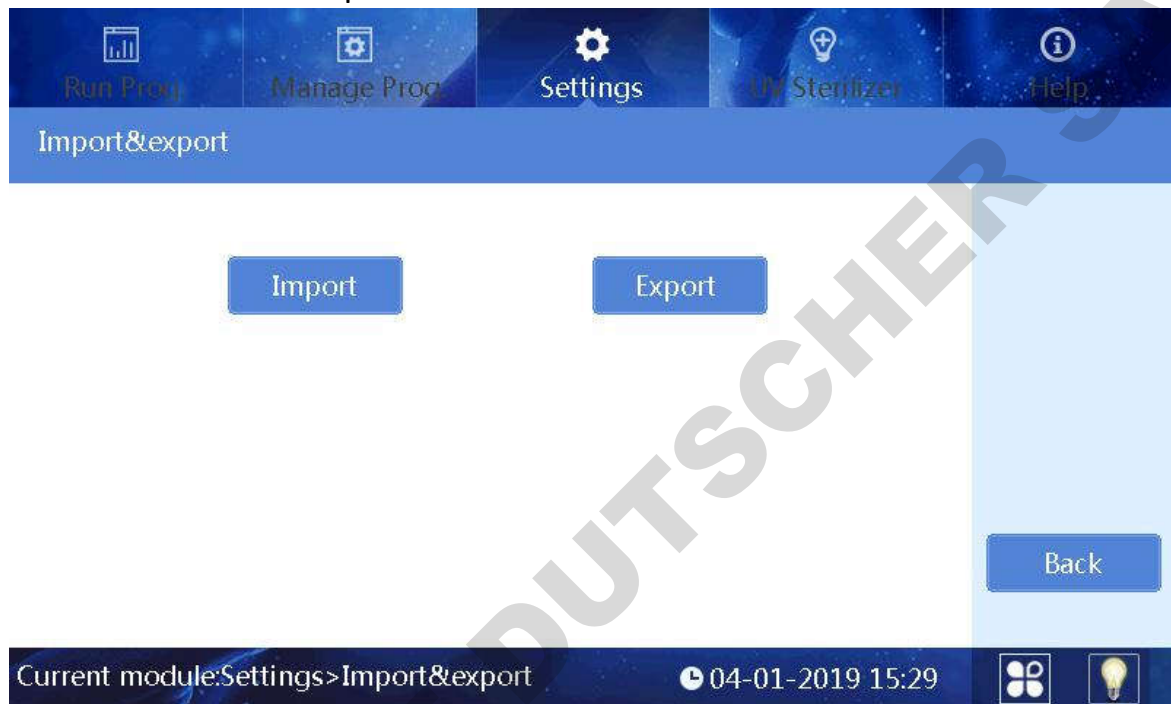 Run Prog.
Manage Prog.
Settings
UV Sterilizer
Help
Import&export
Import
Export
Back
Current module:Settings>Import&export
04-01-2019 15:29
DUTSCHER S